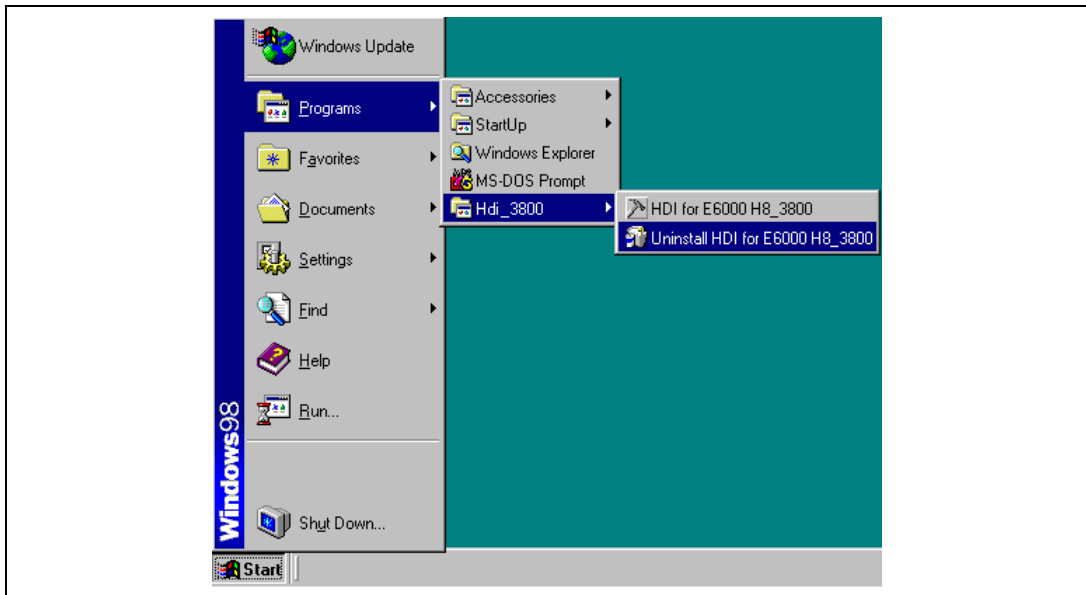 Windows Update
Programs
Favorites
Documents
Settings
Find
Help
Run...
Shut Down...
Windows98
Start
Accessories
StartUp
Windows Explorer
MS-DOS Prompt
Hdi_3800
HDI for E6000 H8_3800
Uninstall HDI for E6000 H8_3800